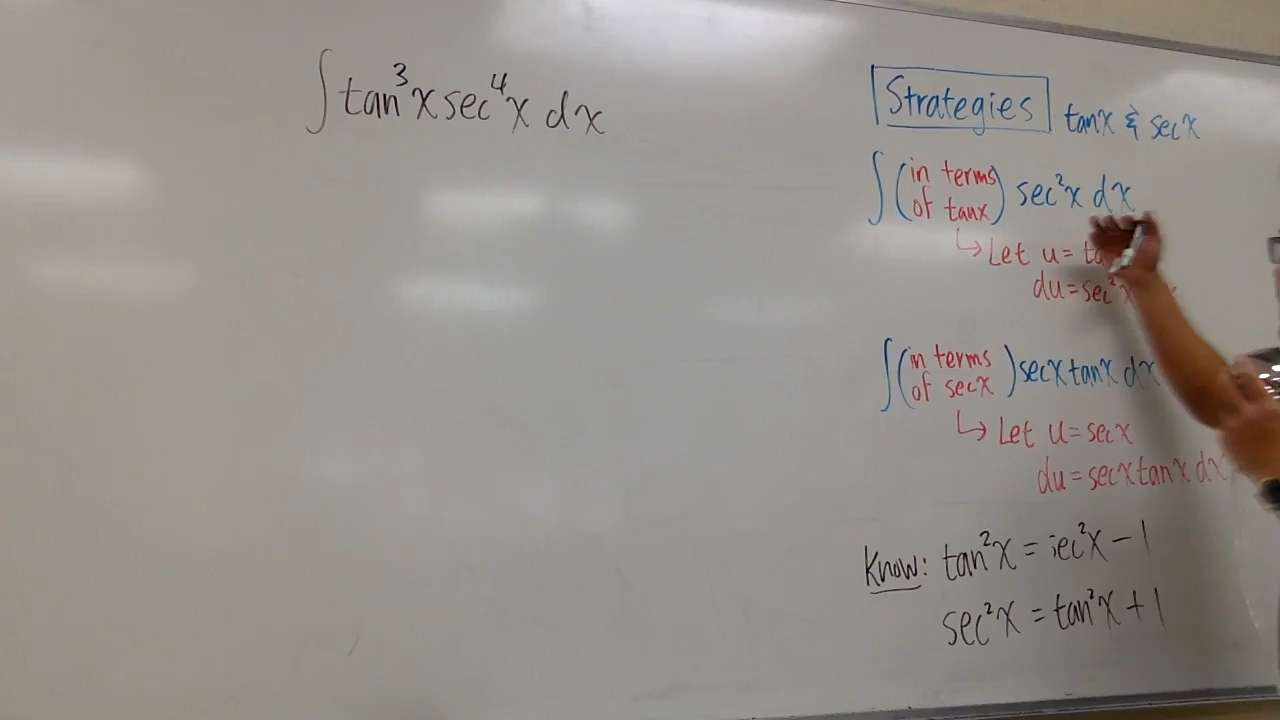 ∫ tan³x sec⁴x dx
Strategies tanx & secx
∫ (in terms of tanx) sec²x dx
↳ Let u =
du = sec²x
∫ (in terms of secx) secx tanx dx
↳ Let u = secx
du = secx tanx dx
Know: tan²x = sec²x − 1
sec²x = tan²x + 1